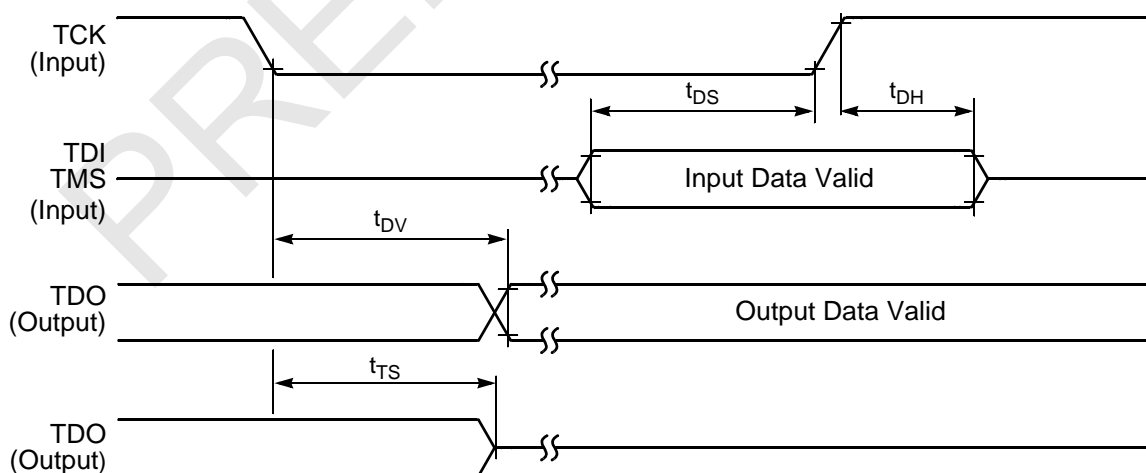 TCK
(Input)
tDS
tDH
TDI
TMS
(Input)
Input Data Valid
tDV
TDO
(Output)
Output Data Valid
tTS
TDO
(Output)